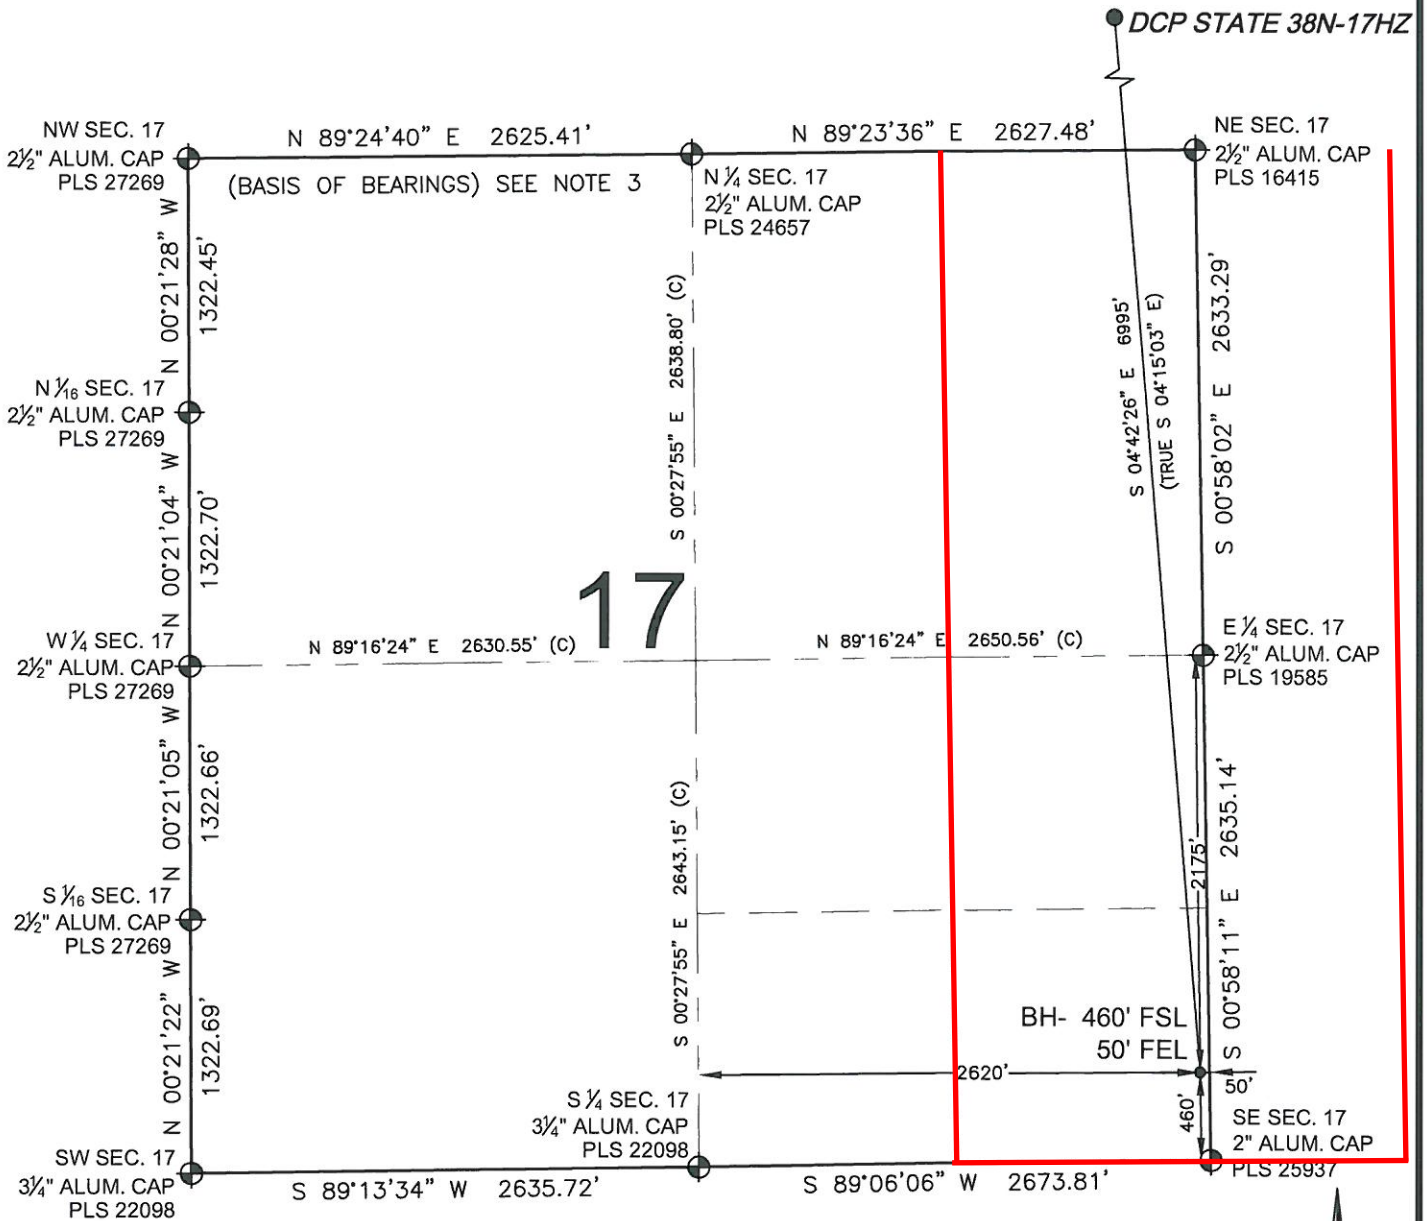 DCP STATE 38N-17HZ
NW SEC. 17
2½" ALUM. CAP
PLS 27269
N 89°24'40" E 2625.41'
(BASIS OF BEARINGS) SEE NOTE 3
N ¼ SEC. 17
2½" ALUM. CAP
PLS 24657
N 89°23'36" E 2627.48'
NE SEC. 17
2½" ALUM. CAP
PLS 16415
N 00°21'28" W
1322.45'
S 00°27'55" E 2638.80' (C)
S 04°42'26" E 6995'
(TRUE S 04°15'03" E)
S 00°58'02" E 2633.29'
N 1⁄16 SEC. 17
2½" ALUM. CAP
PLS 27269
N 00°21'04" W
1322.70'
17
W ¼ SEC. 17
2½" ALUM. CAP
PLS 27269
N 89°16'24" E 2630.55' (C)
N 89°16'24" E 2650.56' (C)
E ¼ SEC. 17
2½" ALUM. CAP
PLS 19585
N 00°21'05" W
1322.66'
S 00°27'55" E 2643.15' (C)
2175'
S 00°58'11" E 2635.14'
S 1⁄16 SEC. 17
2½" ALUM. CAP
PLS 27269
N 00°21'22" W
1322.69'
BH- 460' FSL
50' FEL
2620'
50'
460'
S ¼ SEC. 17
3¼" ALUM. CAP
PLS 22098
SE SEC. 17
2" ALUM. CAP
PLS 25937
SW SEC. 17
3¼" ALUM. CAP
PLS 22098
S 89°13'34" W 2635.72'
S 89°06'06" W 2673.81'